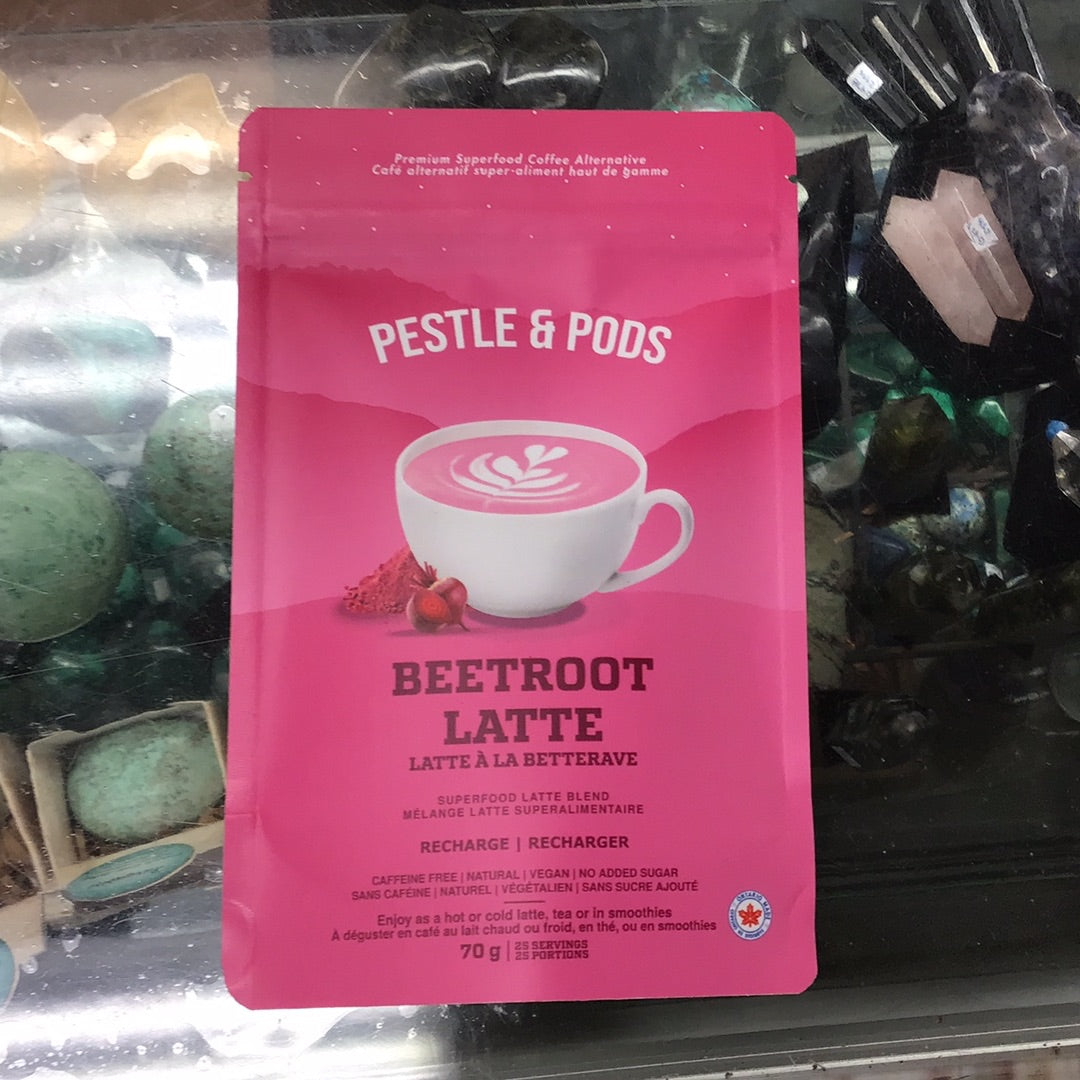 Premium Superfood Coffee Alternative
Café alternatif super-aliment haut de gamme
PESTLE & PODS
BEETROOT
LATTE
LATTE À LA BETTERAVE
SUPERFOOD LATTE BLEND
MÉLANGE LATTE SUPERALIMENTAIRE
RECHARGE | RECHARGER
CAFFEINE FREE | NATURAL | VEGAN | NO ADDED SUGAR
SANS CAFÉINE | NATUREL | VÉGÉTALIEN | SANS SUCRE AJOUTÉ
Enjoy as a hot or cold latte, tea or in smoothies
À déguster en café au lait chaud ou froid, en thé, ou en smoothies
70 g | 25 SERVINGS
25 PORTIONS
ONTARIO MADE